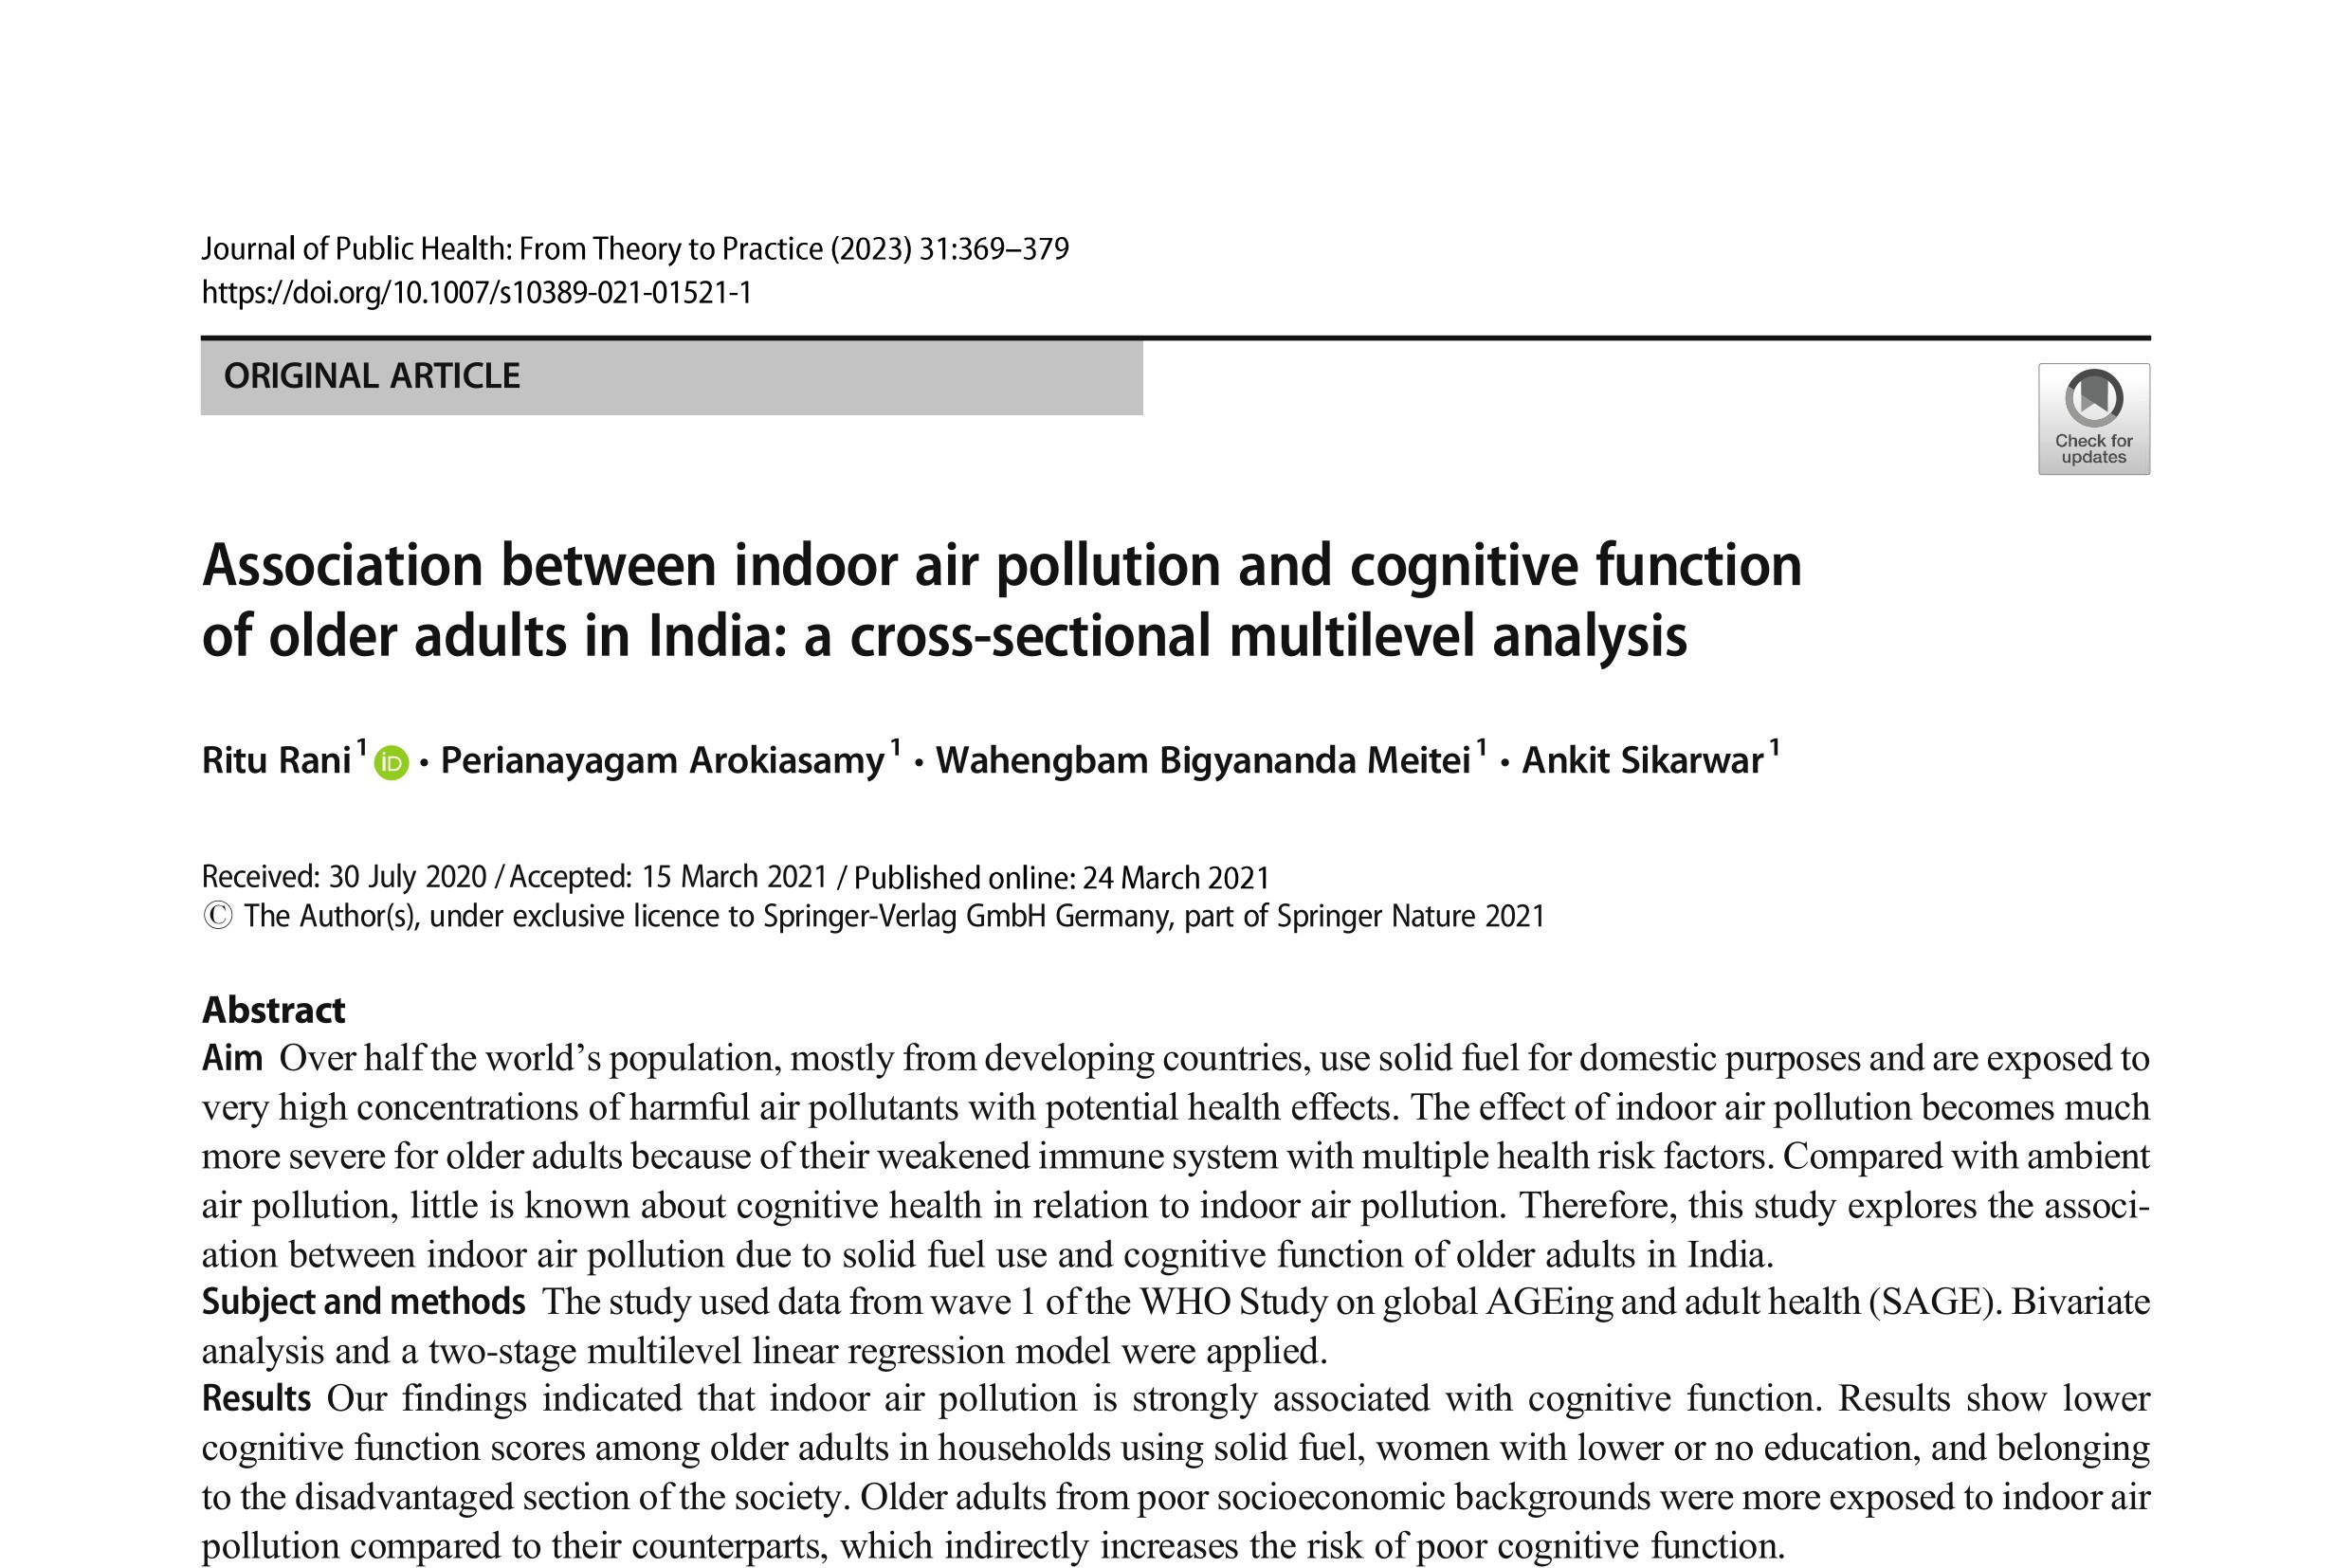 Journal of Public Health: From Theory to Practice (2023) 31:369–379
https://doi.org/10.1007/s10389-021-01521-1
ORIGINAL ARTICLE
Check for
updates
Association between indoor air pollution and cognitive function
of older adults in India: a cross-sectional multilevel analysis
Ritu Rani¹ iD · Perianayagam Arokiasamy¹ · Wahengbam Bigyananda Meitei¹ · Ankit Sikarwar¹
Received: 30 July 2020 / Accepted: 15 March 2021 / Published online: 24 March 2021
© The Author(s), under exclusive licence to Springer-Verlag GmbH Germany, part of Springer Nature 2021
Abstract
Aim Over half the world’s population, mostly from developing countries, use solid fuel for domestic purposes and are exposed to
very high concentrations of harmful air pollutants with potential health effects. The effect of indoor air pollution becomes much
more severe for older adults because of their weakened immune system with multiple health risk factors. Compared with ambient
air pollution, little is known about cognitive health in relation to indoor air pollution. Therefore, this study explores the associ-
ation between indoor air pollution due to solid fuel use and cognitive function of older adults in India.
Subject and methods The study used data from wave 1 of the WHO Study on global AGEing and adult health (SAGE). Bivariate
analysis and a two-stage multilevel linear regression model were applied.
Results Our findings indicated that indoor air pollution is strongly associated with cognitive function. Results show lower
cognitive function scores among older adults in households using solid fuel, women with lower or no education, and belonging
to the disadvantaged section of the society. Older adults from poor socioeconomic backgrounds were more exposed to indoor air
pollution compared to their counterparts, which indirectly increases the risk of poor cognitive function.